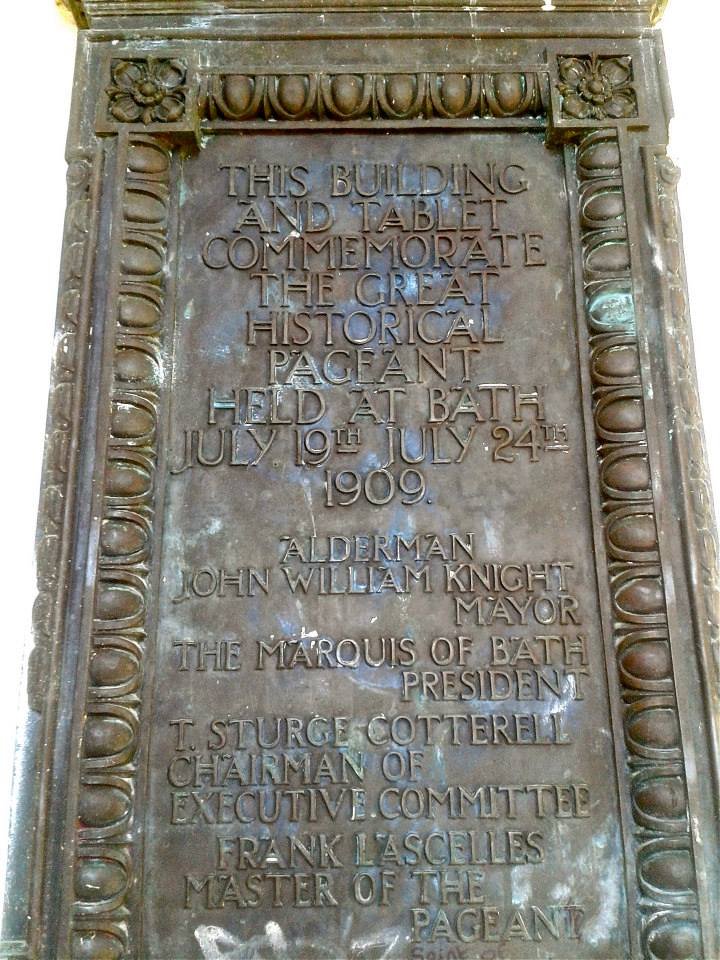 THIS BUILDING
AND TABLET
COMMEMORATE
THE GREAT
HISTORICAL
PAGEANT
HELD AT BATH
JULY 19TH JULY 24TH
1909.
ALDERMAN
JOHN WILLIAM KNIGHT
MAYOR
THE MARQUIS OF BATH
PRESIDENT
T. STURGE COTTERELL
CHAIRMAN OF
EXECUTIVE COMMITTEE
FRANK LASCELLES
MASTER OF THE
PAGEANT